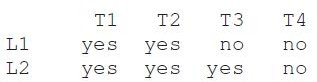 T1 T2 T3 T4
L1 yes yes no no
L2 yes yes yes no